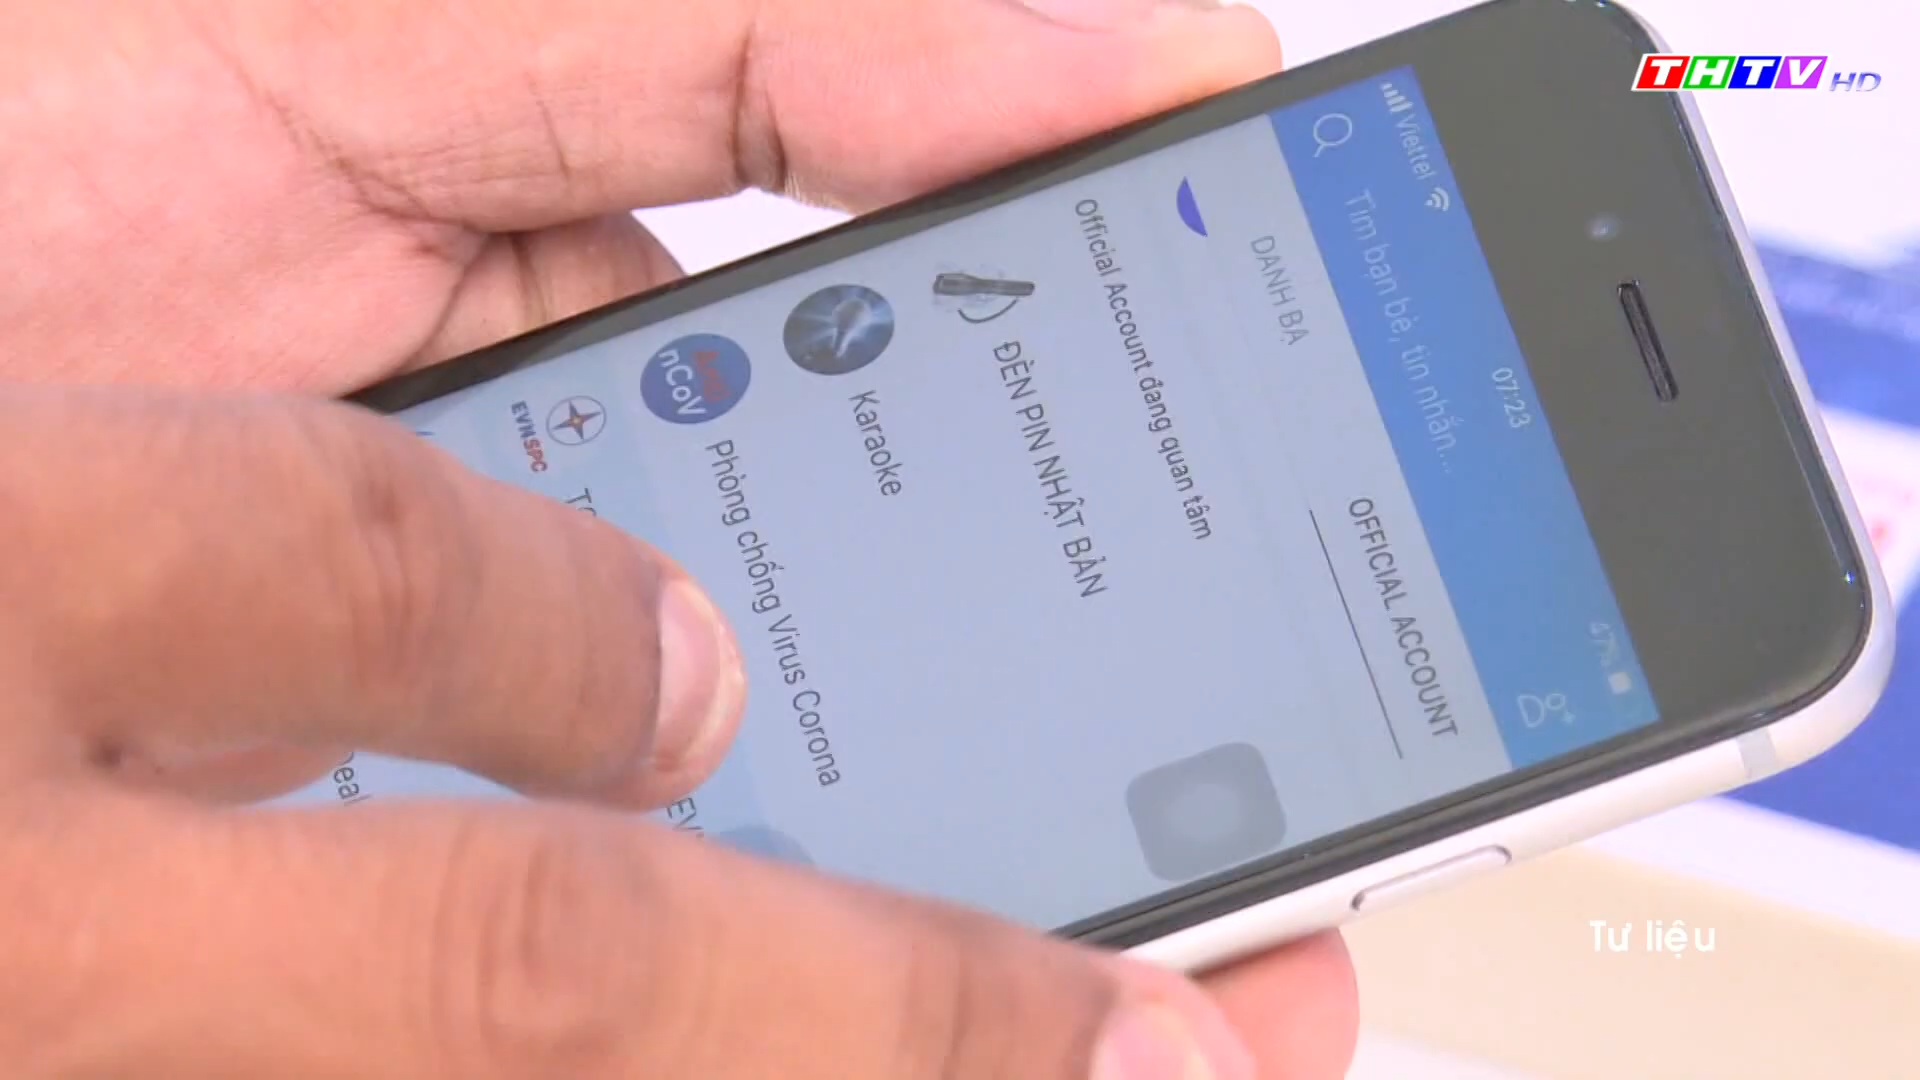 THTV HD
Viettel
07:23
47%
Tìm bạn bè, tin nhắn...
DANH BẠ
OFFICIAL ACCOUNT
Official Account đang quan tâm
ĐÈN PIN NHẬT BẢN
Karaoke
nCoV
Phòng chống Virus Corona
EVNSPC
Tư liệu